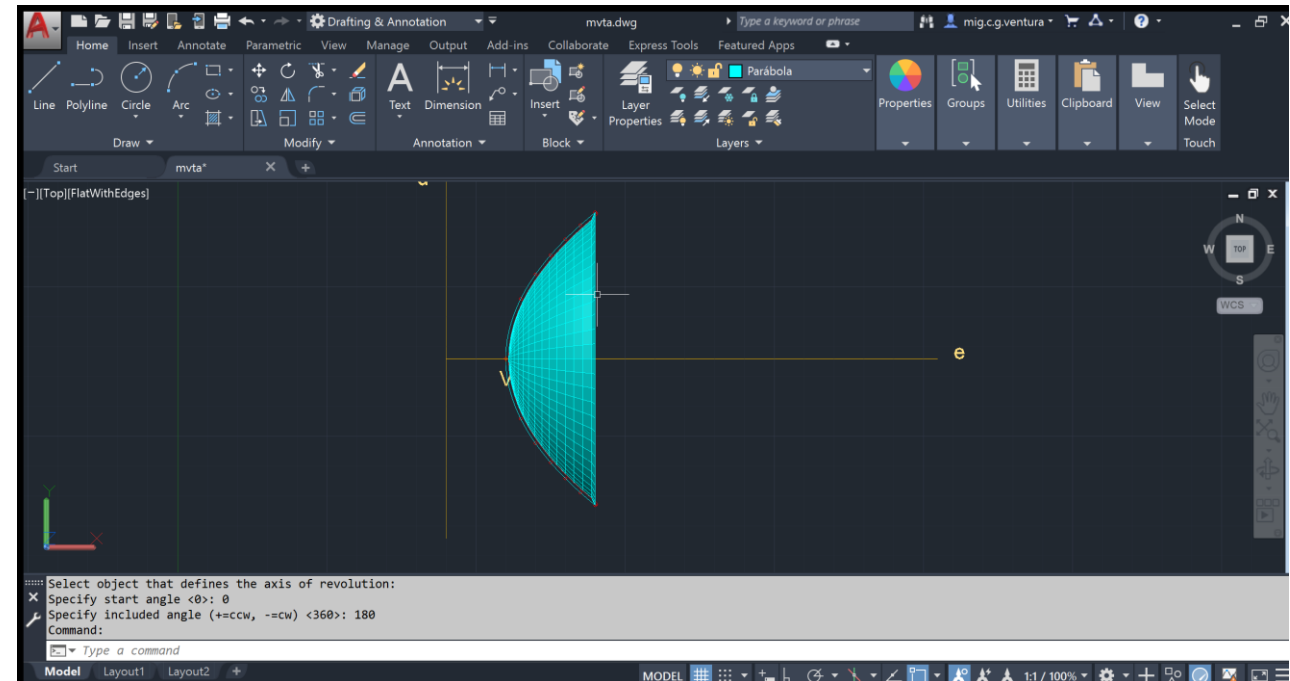 A Drafting & Annotation mvta.dwg Type a keyword or phrase mig.c.g.ventura
Home Insert Annotate Parametric View Manage Output Add-ins Collaborate Express Tools Featured Apps
Parábola
Line Polyline Circle Arc A Text Dimension Insert Layer Properties Properties Groups Utilities Clipboard View Select Mode
Draw Modify Annotation Block Layers Touch
Start mvta* +
[−][Top][FlatWithEdges]
N
W TOP E
S
WCS
e
V
Y
X
Select object that defines the axis of revolution:
Specify start angle <0>: 0
Specify included angle (+=ccw, -=cw) <360>: 180
Command:
Type a command
Model Layout1 Layout2 + MODEL 1:1 / 100%